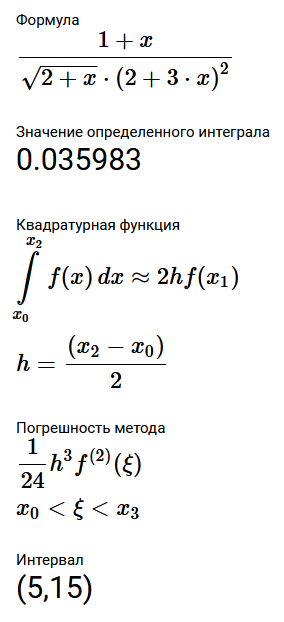 Формула
\frac{1+x}{\sqrt{2+x}\cdot(2+3\cdot x)^2}
Значение определенного интеграла
0.035983
Квадратурная функция
\int_{x_0}^{x_2} f(x)\,dx \approx 2hf(x_1)
h = \frac{(x_2 - x_0)}{2}
Погрешность метода
\frac{1}{24}h^3 f^{(2)}(\xi)
x_0 < \xi < x_3
Интервал
(5,15)